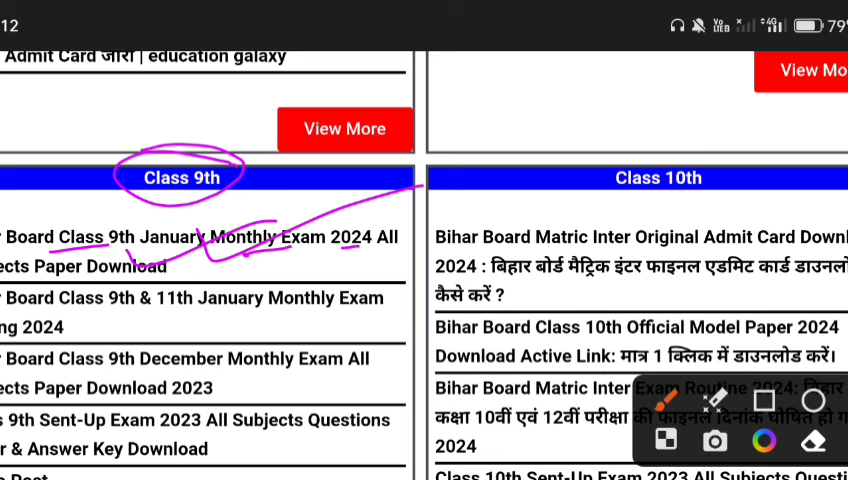 12
79
Admit Card जारी | education galaxy
View More
View Mo
Class 9th
Board Class 9th January Monthly Exam 2024 All
ects Paper Download
Board Class 9th & 11th January Monthly Exam
ng 2024
Board Class 9th December Monthly Exam All
ects Paper Download 2023
s 9th Sent-Up Exam 2023 All Subjects Questions
r & Answer Key Download
Class 10th
Bihar Board Matric Inter Original Admit Card Downl
2024 : बिहार बोर्ड मैट्रिक इंटर फाइनल एडमिट कार्ड डाउनलो
कैसे करें ?
Bihar Board Class 10th Official Model Paper 2024
Download Active Link: मात्र 1 क्लिक में डाउनलोड करें।
Bihar Board Matric Inter Exam Routine 2024: बिहार
कक्षा 10वीं एवं 12वीं परीक्षा की फाइनल दिनांक घोषित हो ग
2024
Class 10th Sent-Up Exam 2023 All Subjects Questi